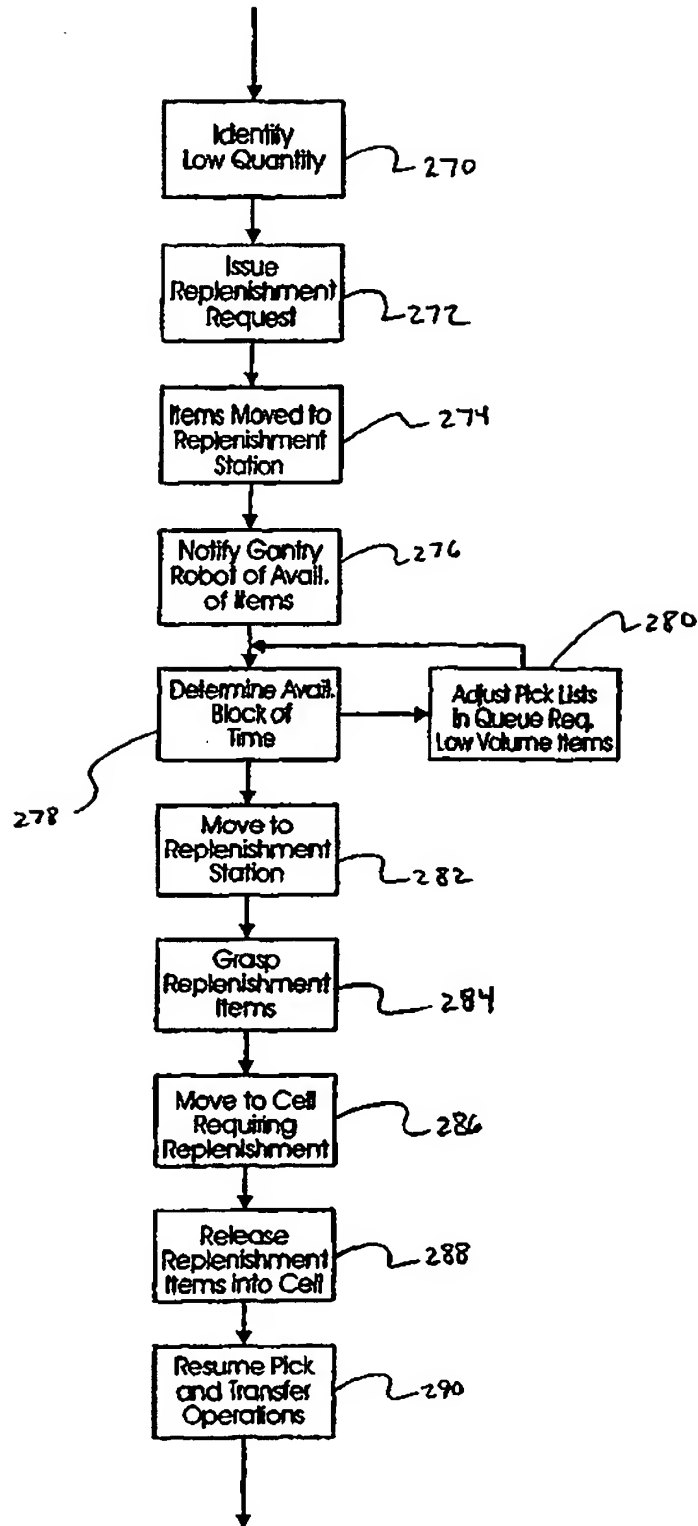 Identify
Low Quantity
270
Issue
Replenishment
Request
272
Items Moved to
Replenishment
Station
274
Notify Gantry
Robot of Avail.
of Items
276
280
Determine Avail.
Block of
Time
Adjust Pick Lists
In Queue Req.
Low Volume Items
278
Move to
Replenishment
Station
282
Grasp
Replenishment
Items
284
Move to Cell
Requiring
Replenishment
286
Release
Replenishment
Items into Cell
288
Resume Pick
and Transfer
Operations
290